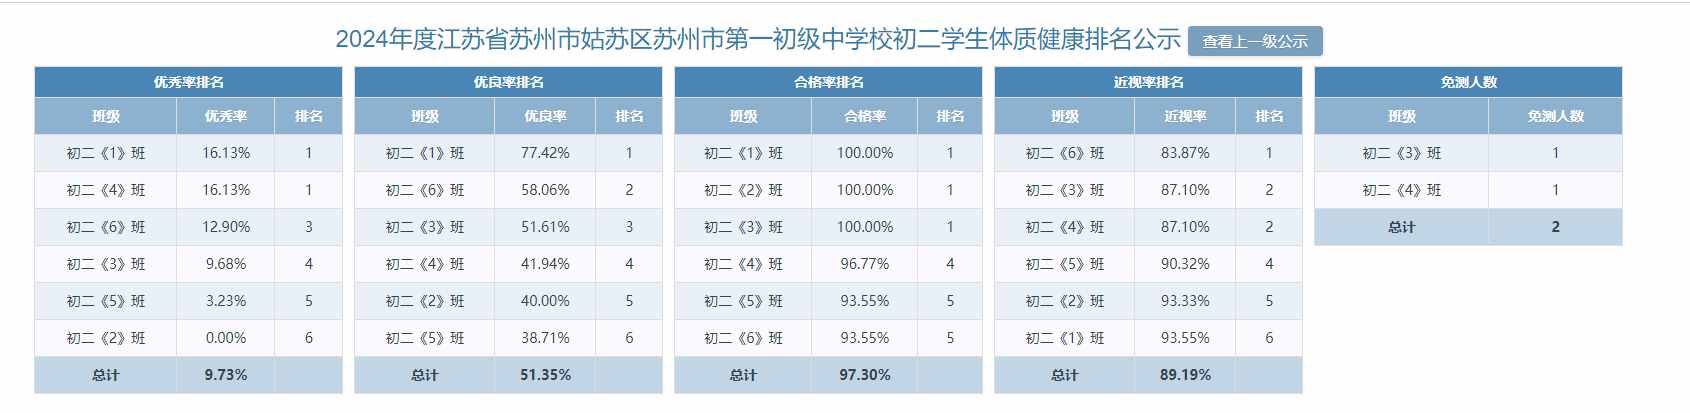 2024年度江苏省苏州市姑苏区苏州市第一初级中学校初二学生体质健康排名公示 查看上一级公示
优秀率排名
班级 优秀率 排名
初二《1》班 16.13% 1
初二《4》班 16.13% 1
初二《6》班 12.90% 3
初二《3》班 9.68% 4
初二《5》班 3.23% 5
初二《2》班 0.00% 6
总计 9.73%
优良率排名
班级 优良率 排名
初二《1》班 77.42% 1
初二《6》班 58.06% 2
初二《3》班 51.61% 3
初二《4》班 41.94% 4
初二《2》班 40.00% 5
初二《5》班 38.71% 6
总计 51.35%
合格率排名
班级 合格率 排名
初二《1》班 100.00% 1
初二《2》班 100.00% 1
初二《3》班 100.00% 1
初二《4》班 96.77% 4
初二《5》班 93.55% 5
初二《6》班 93.55% 5
总计 97.30%
近视率排名
班级 近视率 排名
初二《6》班 83.87% 1
初二《3》班 87.10% 2
初二《4》班 87.10% 2
初二《5》班 90.32% 4
初二《2》班 93.33% 5
初二《1》班 93.55% 6
总计 89.19%
免测人数
班级 免测人数
初二《3》班 1
初二《4》班 1
总计 2